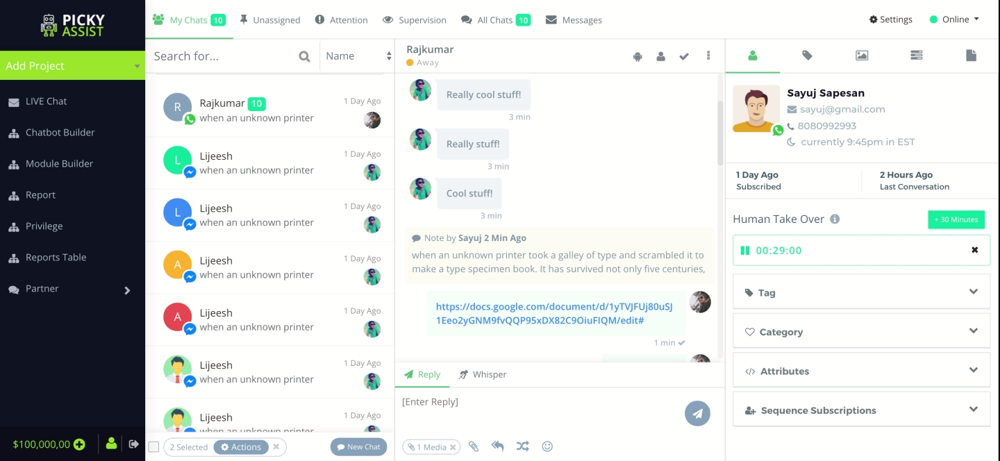 PICKY
ASSIST
Add Project
LIVE Chat
Chatbot Builder
Module Builder
Report
Privilege
Reports Table
Partner
$100,000,00
My Chats 10
Unassigned
Attention
Supervision
All Chats 10
Messages
Settings
Online
Search for...
Name
R
Rajkumar 10
1 Day Ago
when an unknown printer
L
Lijeesh
1 Day Ago
when an unknown printer
L
Lijeesh
1 Day Ago
when an unknown printer
A
Lijeesh
1 Day Ago
when an unknown printer
A
Lijeesh
1 Day Ago
when an unknown printer
Lijeesh
1 Day Ago
when an unknown printer
Lijeesh
1 Day Ago
when an unknown printer
2 Selected
Actions
New Chat
Rajkumar
Away
Really cool stuff!
3 min
Really stuff!
3 min
Cool stuff!
3 min
Note by Sayuj 2 Min Ago
when an unknown printer took a galley of type and scrambled it to
make a type specimen book. It has survived not only five centuries,
https://docs.google.com/document/d/1yTVJFUj80uSJ
1Eeo2yGNM9fvQQP95xDX82C9OiuFIQM/edit#
1 min
Reply
Whisper
[Enter Reply]
1 Media
Sayuj Sapesan
sayuj@gmail.com
8080992993
currently 9:45pm in EST
1 Day Ago
Subscribed
2 Hours Ago
Last Conversation
Human Take Over
+ 30 Minutes
00:29:00
Tag
Category
Attributes
Sequence Subscriptions